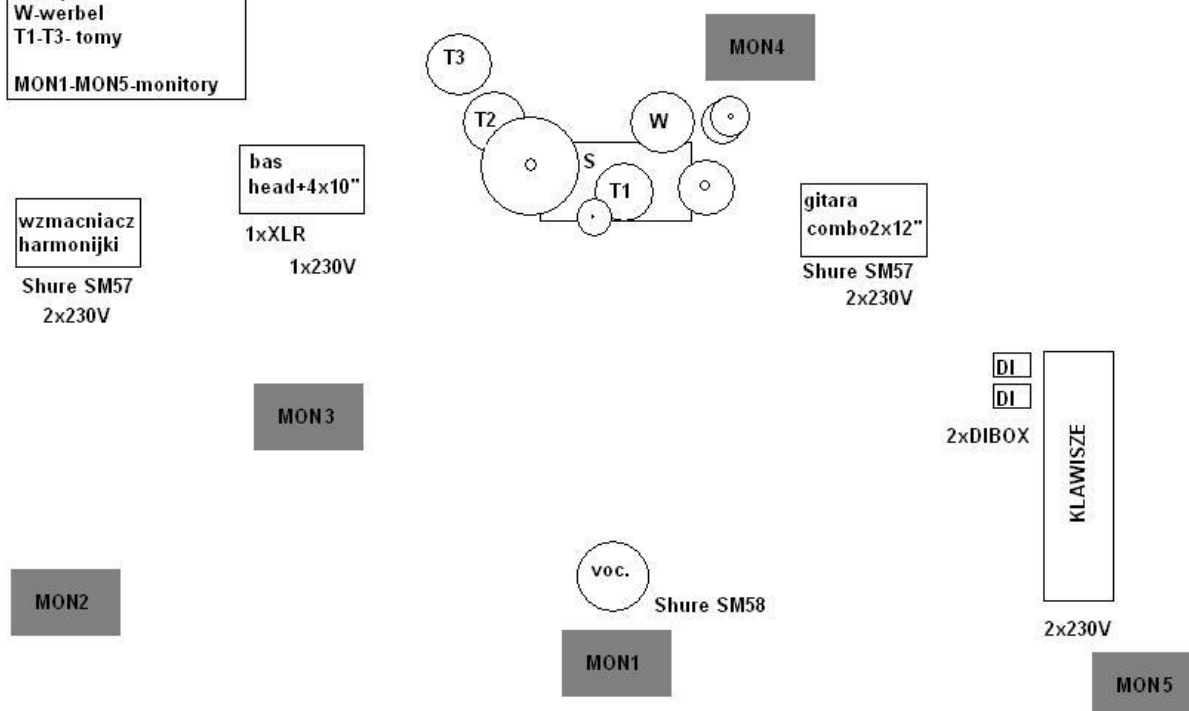 W-werbel
T1-T3- tomy
MON1-MON5-monitory
T3
MON4
T2
W
bas
head+4x10"
S
T1
gitara
combo2x12"
wzmacniacz
harmonijki
1xXLR
1x230V
Shure SM57
2x230V
Shure SM57
2x230V
DI
DI
2xDIBOX
KLAWISZE
MON3
voc.
Shure SM58
MON2
2x230V
MON1
MON5